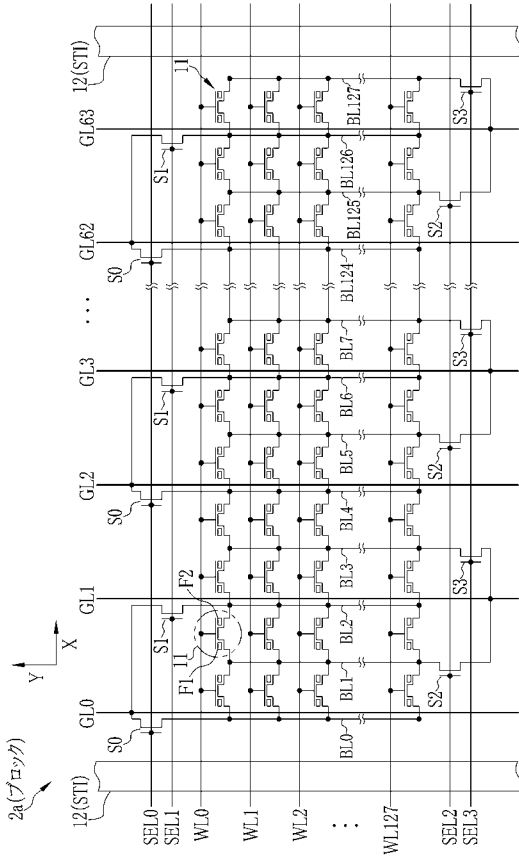 2a(ブロック)
Y
X
12(STI)
GL0
GL1
GL2
GL3
...
GL62
GL63
12(STI)
S0
S1
S0
S1
S0
S1
11
F1
11
F2
SEL0
SEL1
WL0
WL1
WL2
...
WL127
SEL2
SEL3
BL0
BL1
BL2
BL3
BL4
BL5
BL6
BL7
BL124
BL125
BL126
BL127
S2
S3
S2
S3
S2
S3